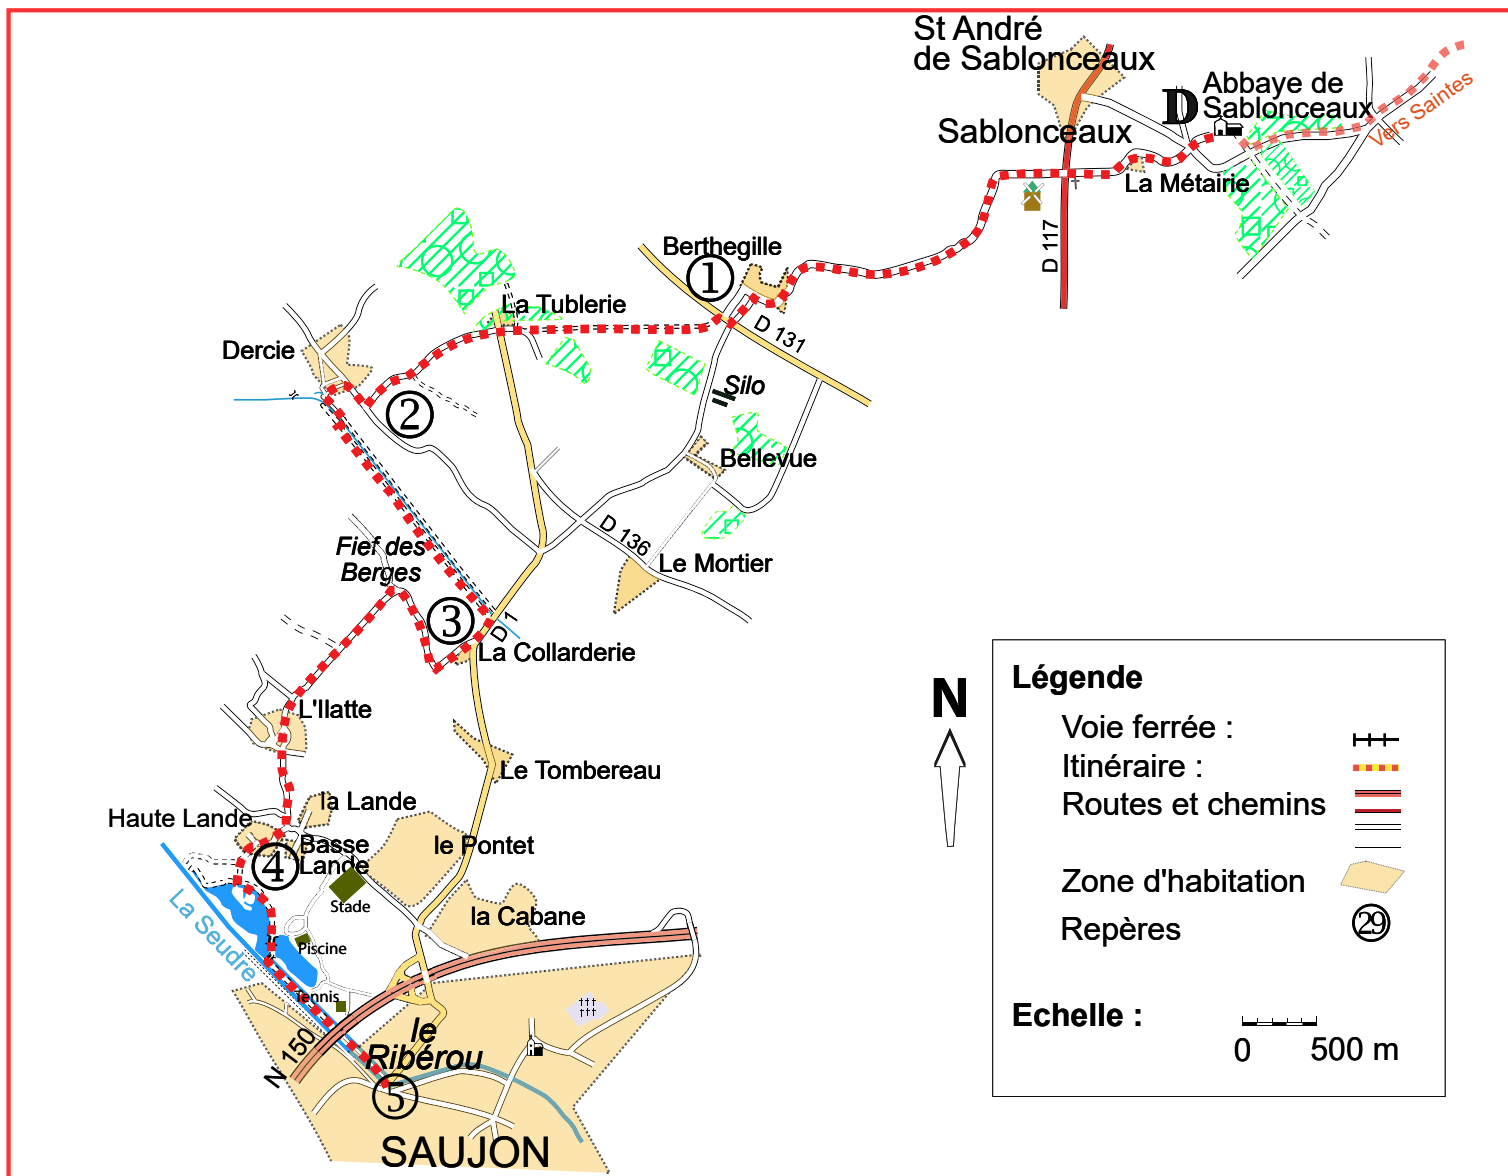 St André
de Sablonceaux
D
Abbaye de
Sablonceaux
Vers Saintes
Sablonceaux
La Métairie
D 117
Berthegille
1
La Tublerie
D 131
Dercie
Silo
2
Bellevue
D 136
Fief des
Berges
Le Mortier
3
D 1
La Collarderie
L'Ilatte
Le Tombereau
la Lande
Haute Lande
Basse
Lande
le Pontet
4
Stade
la Cabane
La Seudre
Piscine
Tennis
N 150
le
Ribérou
5
SAUJON
N
Légende
Voie ferrée :
Itinéraire :
Routes et chemins
Zone d'habitation
Repères
29
Echelle :
0
500 m